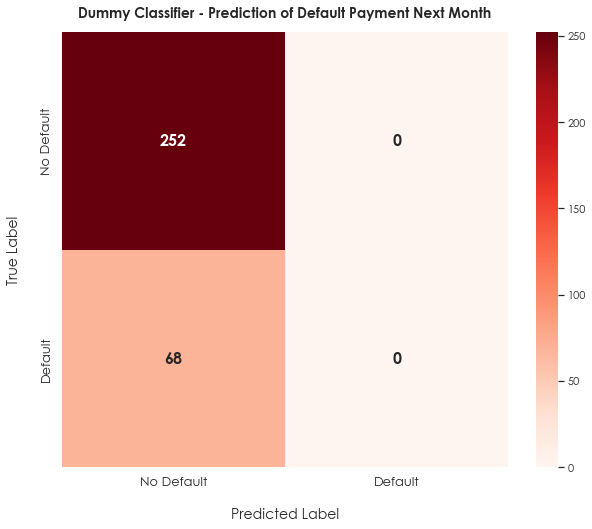 Dummy Classifier - Prediction of Default Payment Next Month
True Label
No Default
Default
252
0
68
0
No Default
Default
Predicted Label
250
200
150
100
50
0